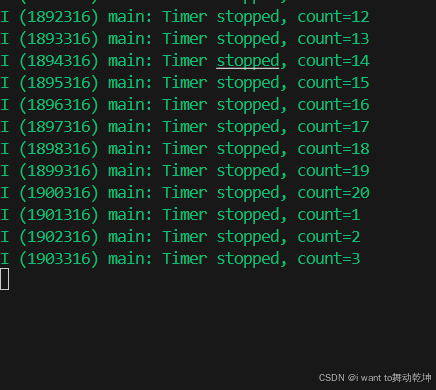 I (1892316) main: Timer stopped, count=12
I (1893316) main: Timer stopped, count=13
I (1894316) main: Timer stopped, count=14
I (1895316) main: Timer stopped, count=15
I (1896316) main: Timer stopped, count=16
I (1897316) main: Timer stopped, count=17
I (1898316) main: Timer stopped, count=18
I (1899316) main: Timer stopped, count=19
I (1900316) main: Timer stopped, count=20
I (1901316) main: Timer stopped, count=1
I (1902316) main: Timer stopped, count=2
I (1903316) main: Timer stopped, count=3
CSDN @i want to舞动乾坤